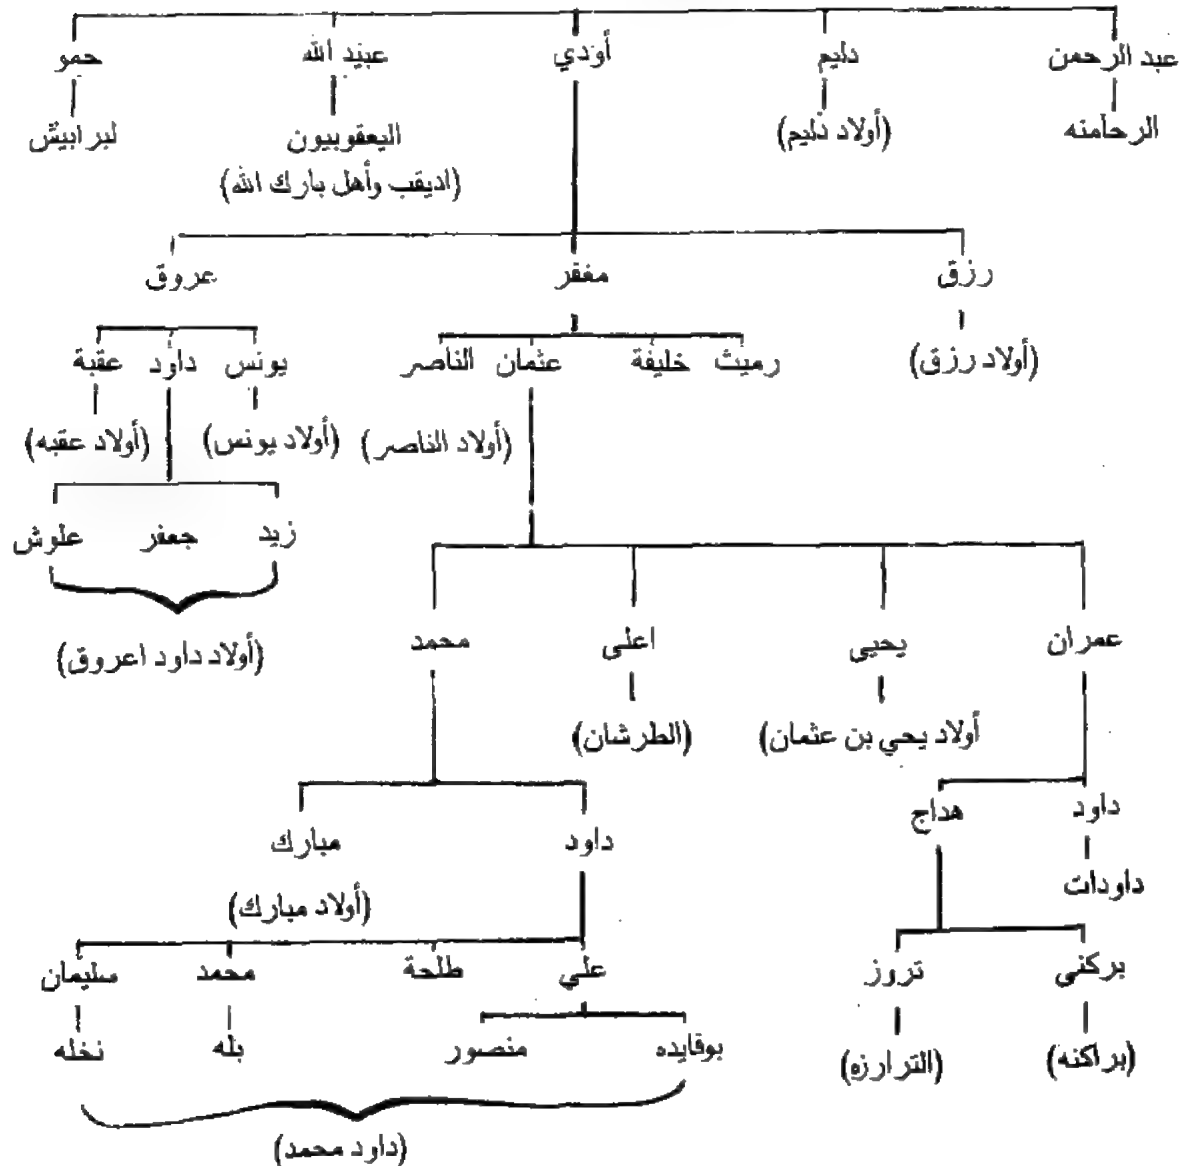 عبد الرحمن دليم أودي عبيد الله حمو
الرحامنه (أولاد دليم) اليعقوبيون لبرابيش
(اديقب وأهل بارك الله)
رزق مغفر عروق
(أولاد رزق) رميث خليفة عثمان الناصر يونس داود عقبة
(أولاد الناصر) (أولاد يونس) (أولاد عقبه)
زيد جعفر علوش
عمران يحيى اعلى محمد (أولاد داود اعروق)
أولاد يحي بن عثمان) (الطرشان)
داود هداج داود مبارك
داودات (أولاد مبارك)
بركني تروز علي طلحة محمد سليمان
(براكنه) (الترارزه) بوفايده منصور بله نخله
(داود محمد)